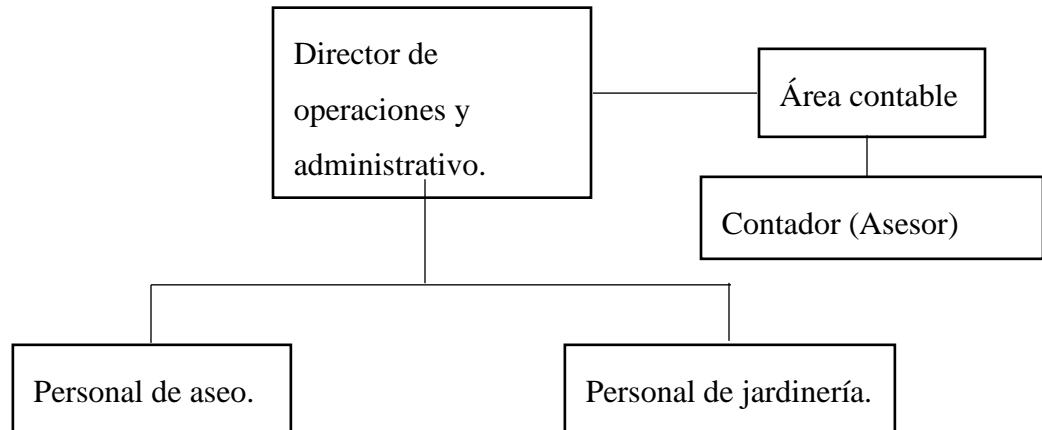 Director de
operaciones y
administrativo.
Área contable
Contador (Asesor)
Personal de aseo.
Personal de jardinería.